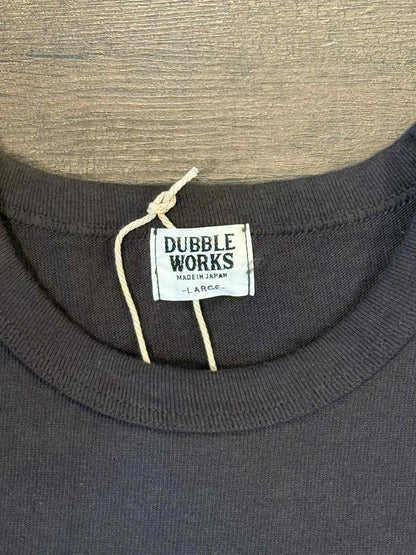 DUBBLE
WORKS
MADE IN JAPAN
-LARGE-